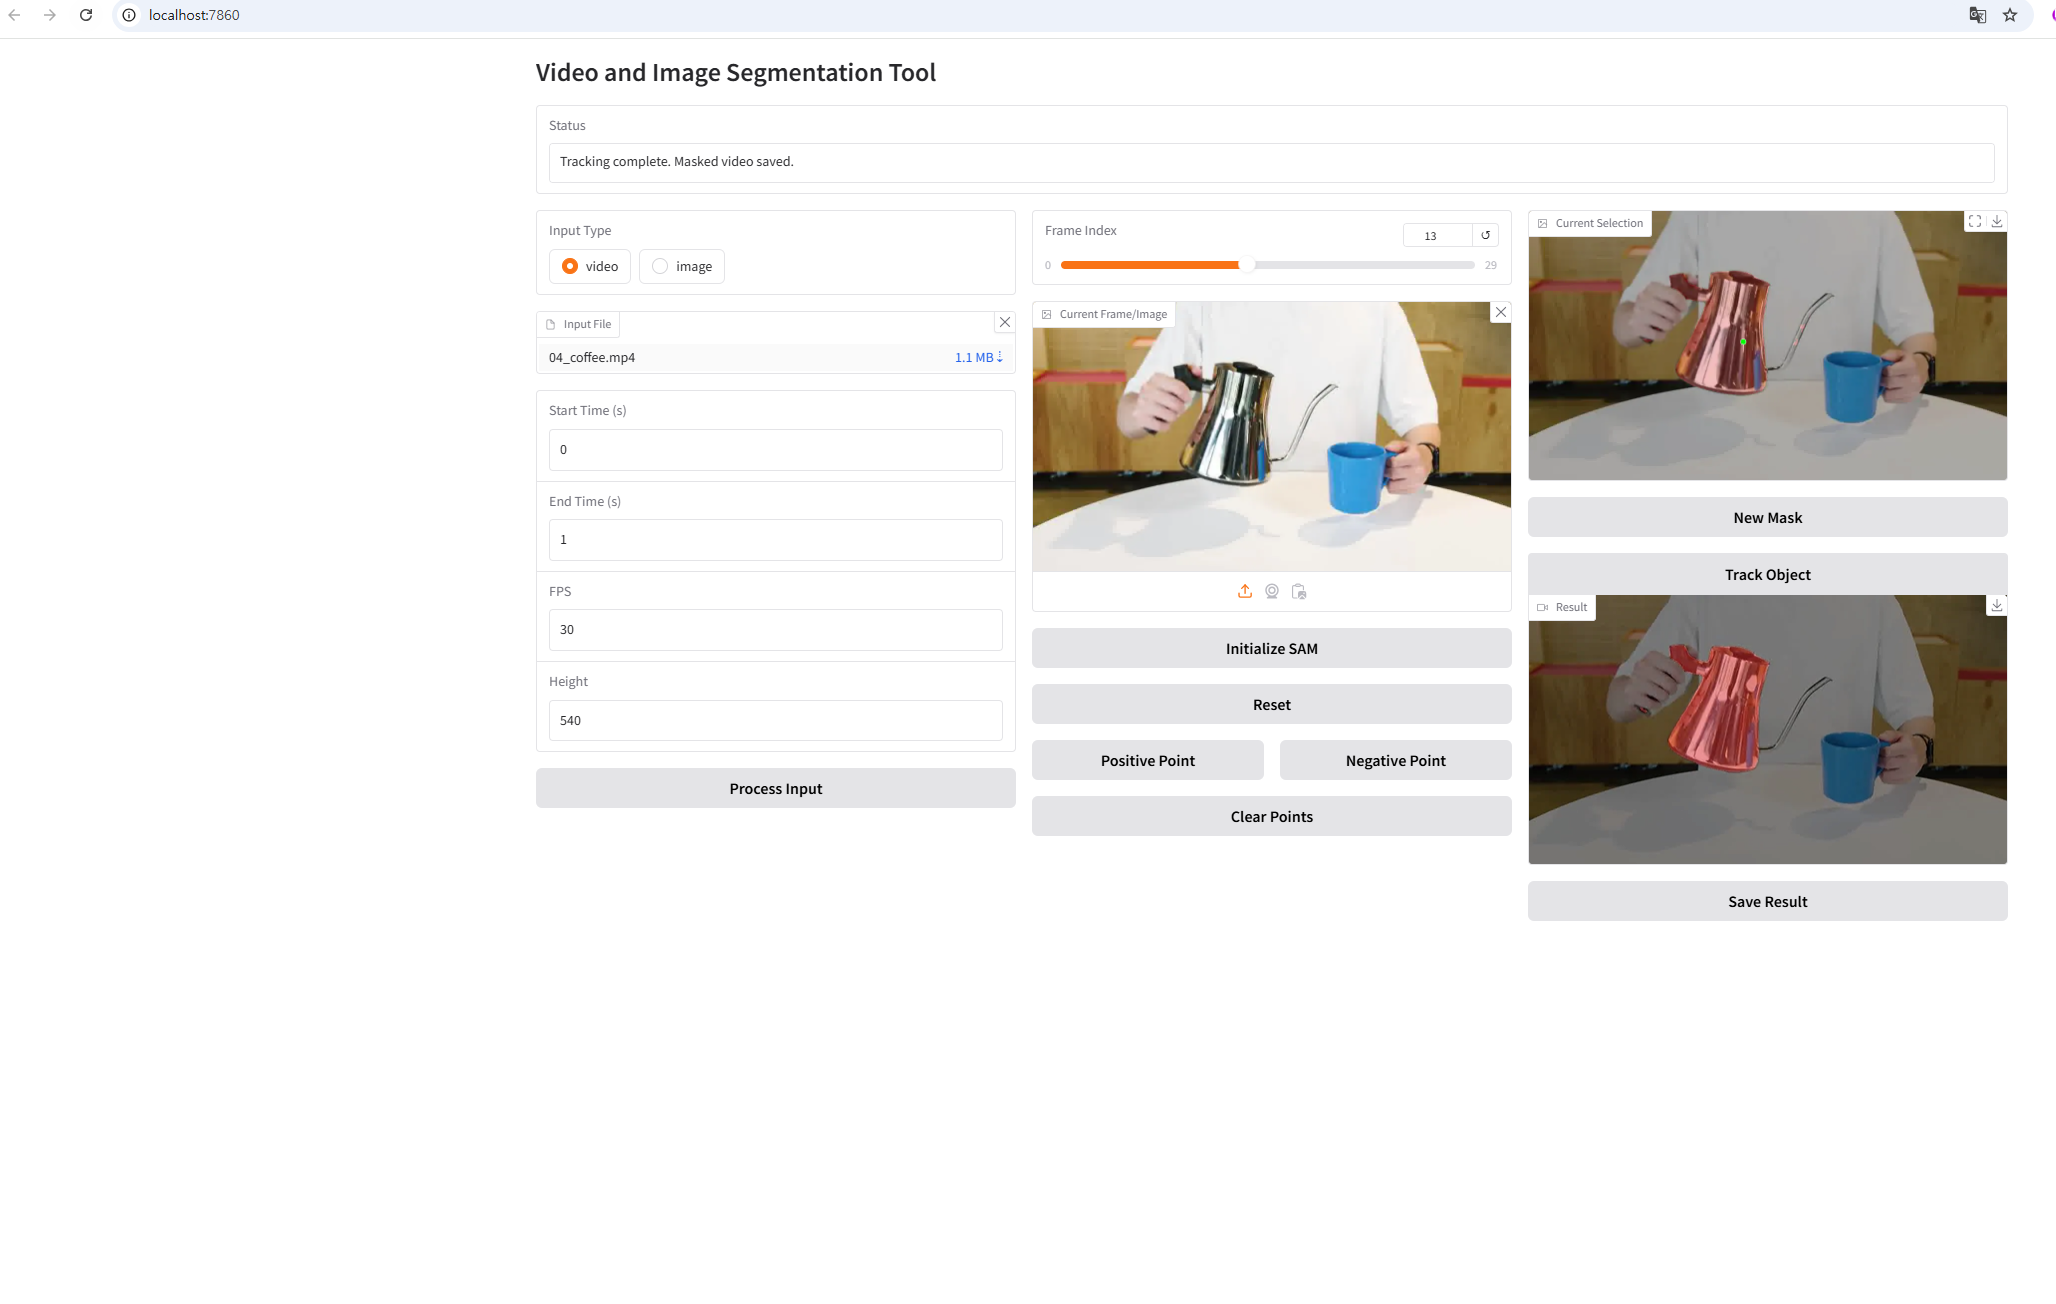 localhost:7860
Video and Image Segmentation Tool
Status
Tracking complete. Masked video saved.
Input Type
video
image
Input File
04_coffee.mp4
1.1 MB ⇣
Start Time (s)
0
End Time (s)
1
FPS
30
Height
540
Process Input
Frame Index
13
↺
0
29
Current Frame/Image
Initialize SAM
Reset
Positive Point
Negative Point
Clear Points
Current Selection
New Mask
Track Object
Result
Save Result